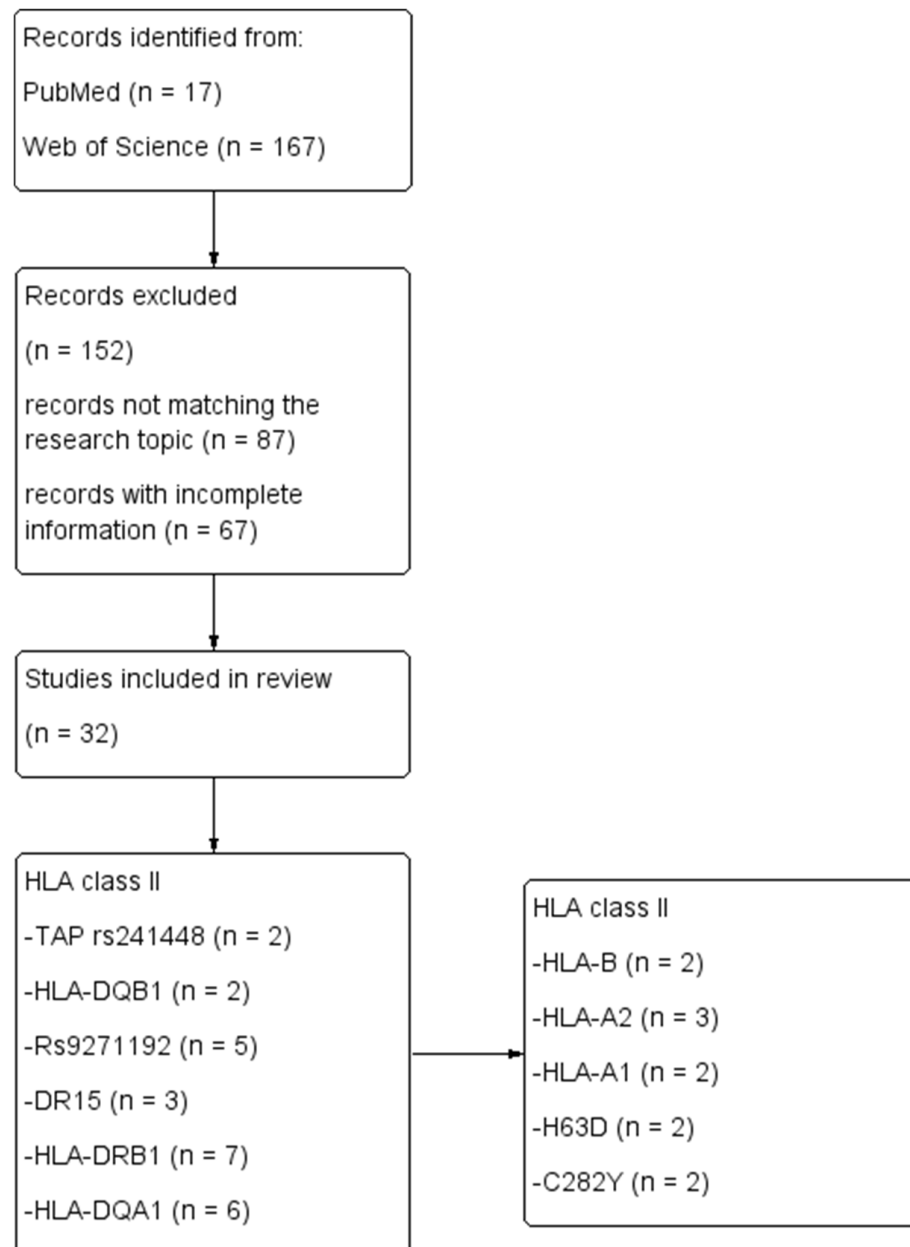 Records identified from:
PubMed (n = 17)
Web of Science (n = 167)
Records excluded
(n = 152)
records not matching the
research topic (n = 87)
records with incomplete
information (n = 67)
Studies included in review
(n = 32)
HLA class II
-TAP rs241448 (n = 2)
-HLA-DQB1 (n = 2)
-Rs9271192 (n = 5)
-DR15 (n = 3)
-HLA-DRB1 (n = 7)
-HLA-DQA1 (n = 6)
HLA class II
-HLA-B (n = 2)
-HLA-A2 (n = 3)
-HLA-A1 (n = 2)
-H63D (n = 2)
-C282Y (n = 2)